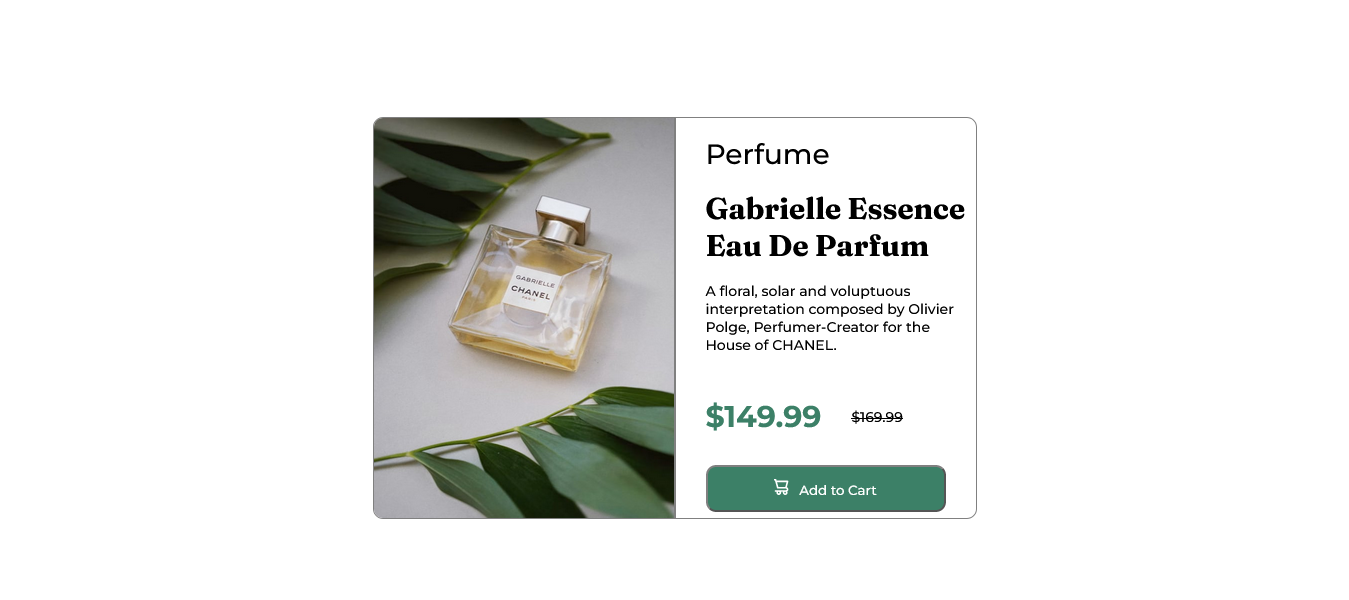 GABRIELLE
CHANEL
PARIS
Perfume
Gabrielle Essence
Eau De Parfum
A floral, solar and voluptuous
interpretation composed by Olivier
Polge, Perfumer-Creator for the
House of CHANEL.
$149.99 $169.99
Add to Cart